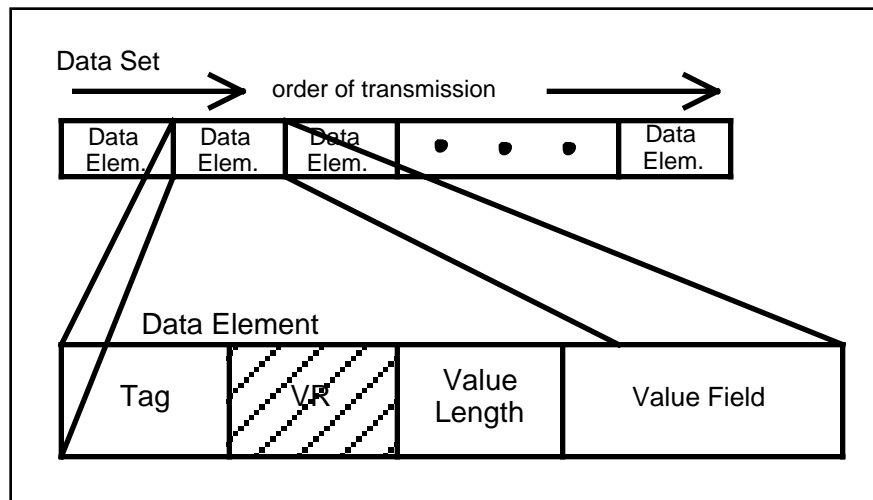 Data Set
order of transmission
Data
Elem.
Data
Elem.
Data
Elem.
Data
Elem.
Data Element
Tag
VR
Value
Length
Value Field